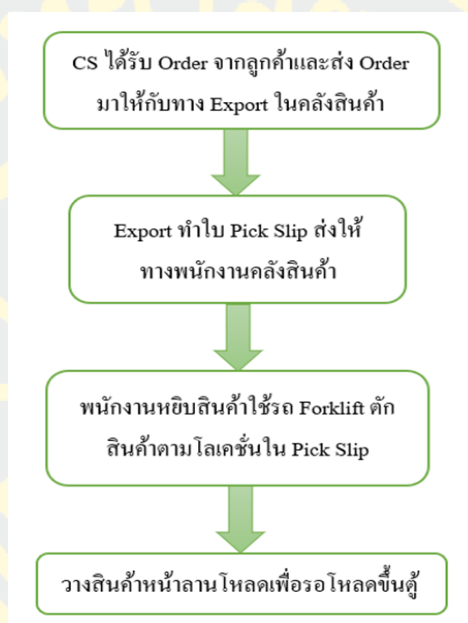 CS ได้รับ Order จากลูกค้าและส่ง Order
มาให้กับทาง Export ในคลังสินค้า
Export ทำใบ Pick Slip ส่งให้
ทางพนักงานคลังสินค้า
พนักงานหยิบสินค้าใช้รถ Forklift ตัก
สินค้าตามโลเคชั่นใน Pick Slip
วางสินค้าหน้าลานโหลดเพื่อรอโหลดขึ้นตู้